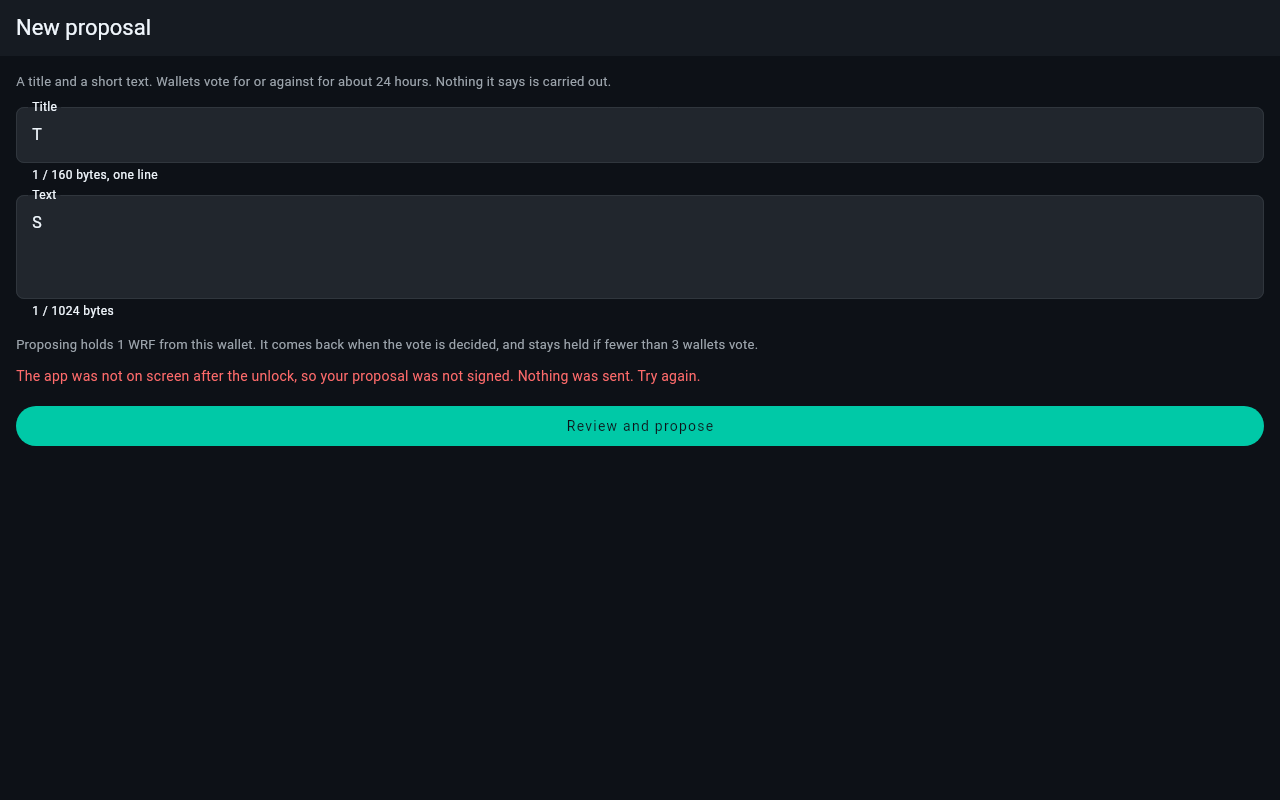 New proposal
A title and a short text. Wallets vote for or against for about 24 hours. Nothing it says is carried out.
Title
T
1 / 160 bytes, one line
Text
S
1 / 1024 bytes
Proposing holds 1 WRF from this wallet. It comes back when the vote is decided, and stays held if fewer than 3 wallets vote.
The app was not on screen after the unlock, so your proposal was not signed. Nothing was sent. Try again.
Review and propose